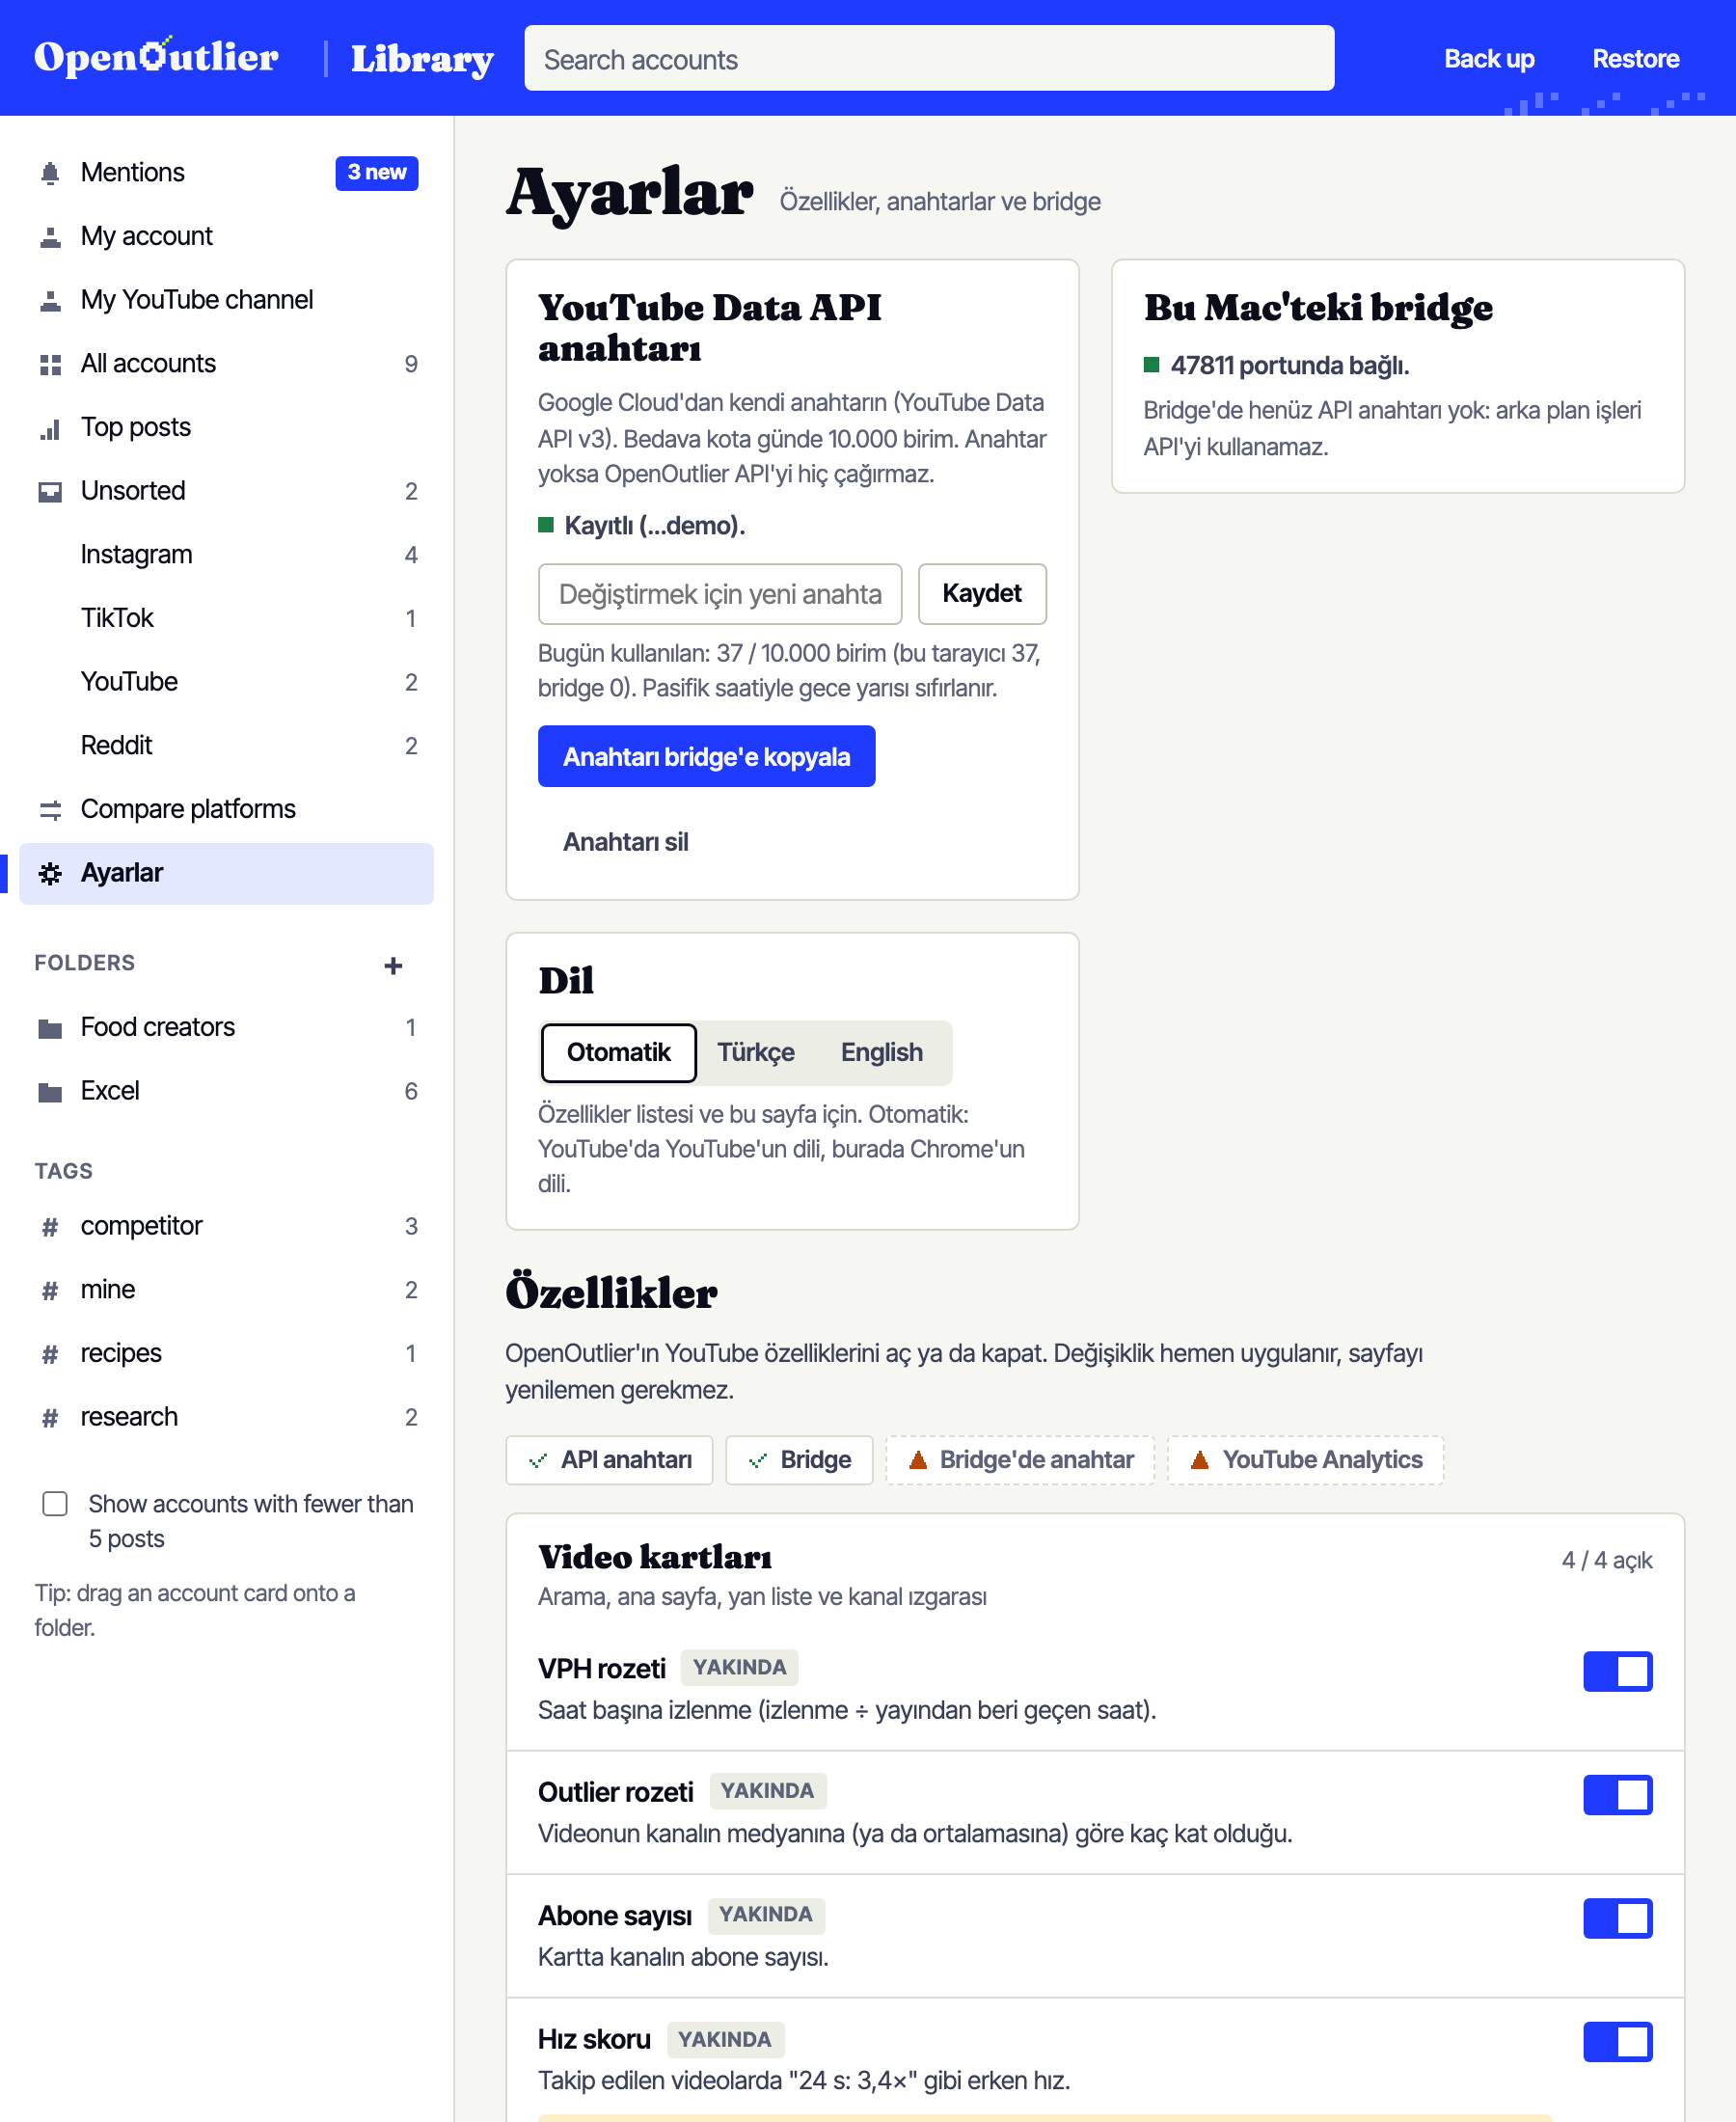 OpenOutlier
Library
Search accounts
Back up
Restore
Mentions
3 new
My account
My YouTube channel
All accounts
9
Top posts
Unsorted
2
Instagram
4
TikTok
1
YouTube
2
Reddit
2
Compare platforms
Ayarlar
FOLDERS
+
Food creators
1
Excel
6
TAGS
# competitor
3
# mine
2
# recipes
1
# research
2
Show accounts with fewer than
5 posts
Tip: drag an account card onto a
folder.
Ayarlar
Özellikler, anahtarlar ve bridge
YouTube Data API
anahtarı
Google Cloud'dan kendi anahtarın (YouTube Data
API v3). Bedava kota günde 10.000 birim. Anahtar
yoksa OpenOutlier API'yi hiç çağırmaz.
Kayıtlı (...demo).
Değiştirmek için yeni anahta
Kaydet
Bugün kullanılan: 37 / 10.000 birim (bu tarayıcı 37,
bridge 0). Pasifik saatiyle gece yarısı sıfırlanır.
Anahtarı bridge'e kopyala
Anahtarı sil
Bu Mac'teki bridge
47811 portunda bağlı.
Bridge'de henüz API anahtarı yok: arka plan işleri
API'yi kullanamaz.
Dil
Otomatik
Türkçe
English
Özellikler listesi ve bu sayfa için. Otomatik:
YouTube'da YouTube'un dili, burada Chrome'un
dili.
Özellikler
OpenOutlier'ın YouTube özelliklerini aç ya da kapat. Değişiklik hemen uygulanır, sayfayı
yenilemen gerekmez.
API anahtarı
Bridge
Bridge'de anahtar
YouTube Analytics
Video kartları
4 / 4 açık
Arama, ana sayfa, yan liste ve kanal ızgarası
VPH rozeti
YAKINDA
Saat başına izlenme (izlenme ÷ yayından beri geçen saat).
Outlier rozeti
YAKINDA
Videonun kanalın medyanına (ya da ortalamasına) göre kaç kat olduğu.
Abone sayısı
YAKINDA
Kartta kanalın abone sayısı.
Hız skoru
YAKINDA
Takip edilen videolarda "24 s: 3,4×" gibi erken hız.